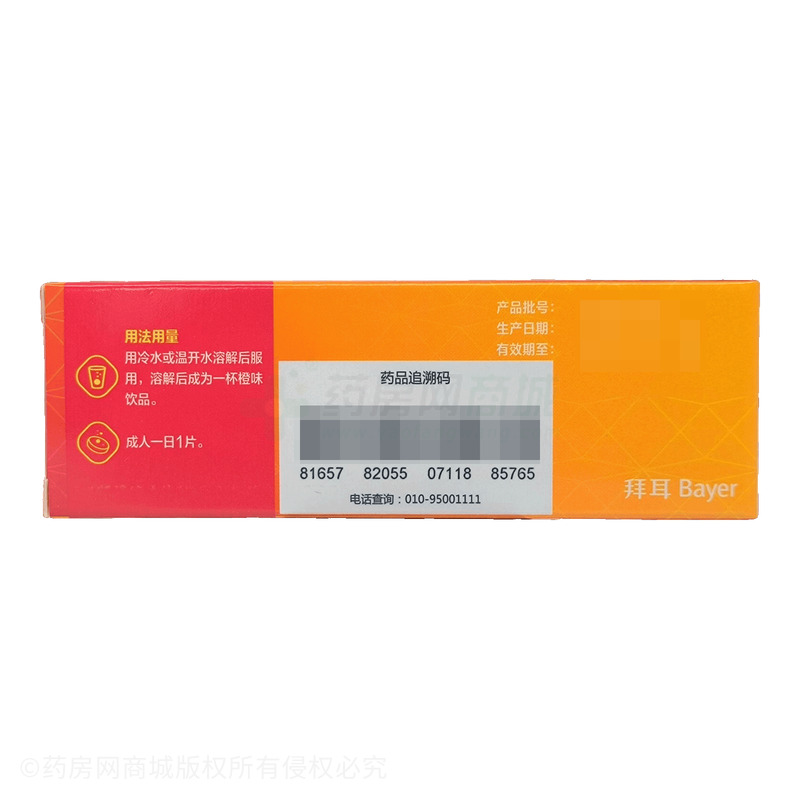 用法用量
用冷水或温开水溶解后服
用，溶解后成为一杯橙味
饮品。
成人一日1片。
产品批号：
生产日期：
有效期至：
药品追溯码
81657 82055 07118 85765
电话查询：010-95001111
拜耳 Bayer
药房网商城
©药房网商城版权所有侵权必究